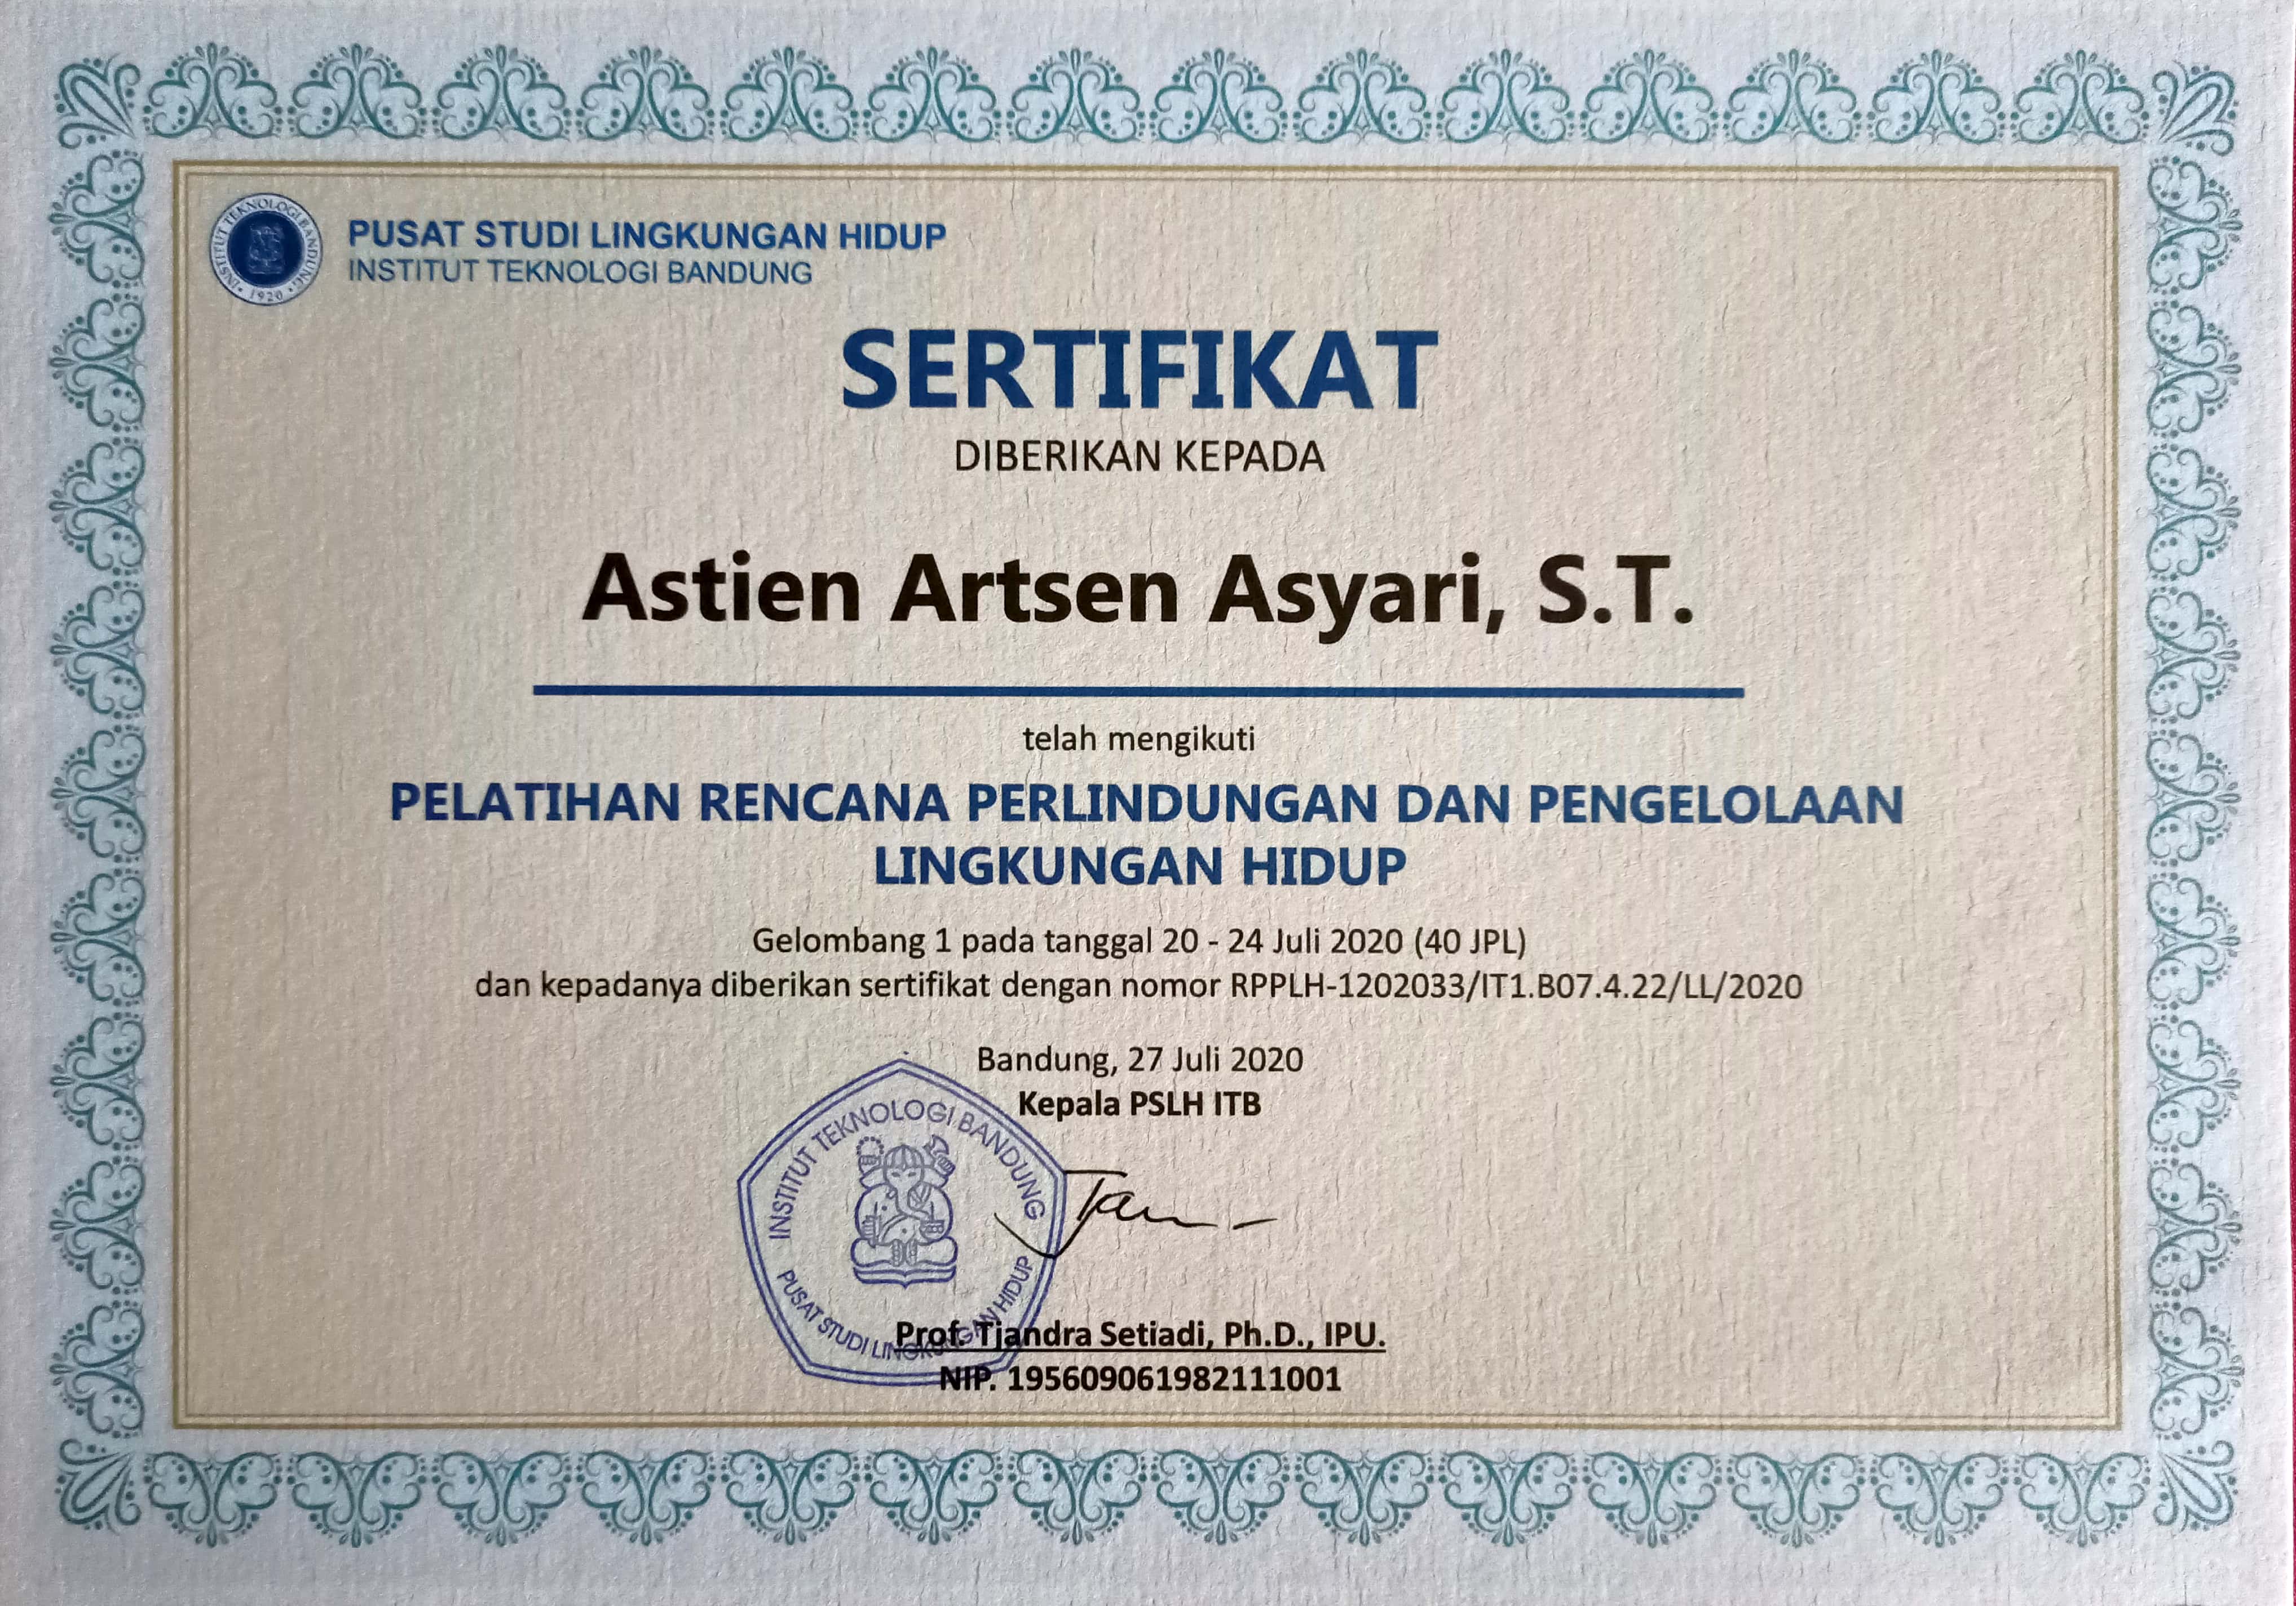 INSTITUT TEKNOLOGI BANDUNG
1920
PUSAT STUDI LINGKUNGAN HIDUP
INSTITUT TEKNOLOGI BANDUNG
SERTIFIKAT
DIBERIKAN KEPADA
Astien Artsen Asyari, S.T.
telah mengikuti
PELATIHAN RENCANA PERLINDUNGAN DAN PENGELOLAAN
LINGKUNGAN HIDUP
Gelombang 1 pada tanggal 20 - 24 Juli 2020 (40 JPL)
dan kepadanya diberikan sertifikat dengan nomor RPPLH-1202033/IT1.B07.4.22/LL/2020
Bandung, 27 Juli 2020
Kepala PSLH ITB
INSTITUT TEKNOLOGI BANDUNG
PUSAT STUDI LINGKUNGAN HIDUP
Prof. Tjandra Setiadi, Ph.D., IPU.
NIP. 195609061982111001